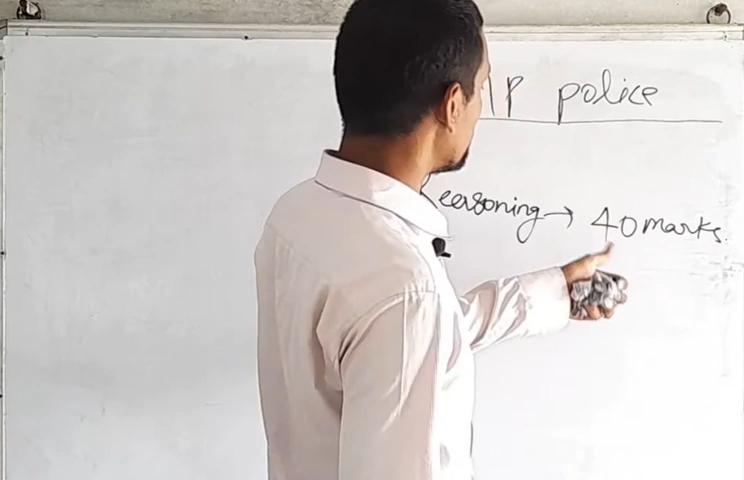 police
easoning → 40 marks.